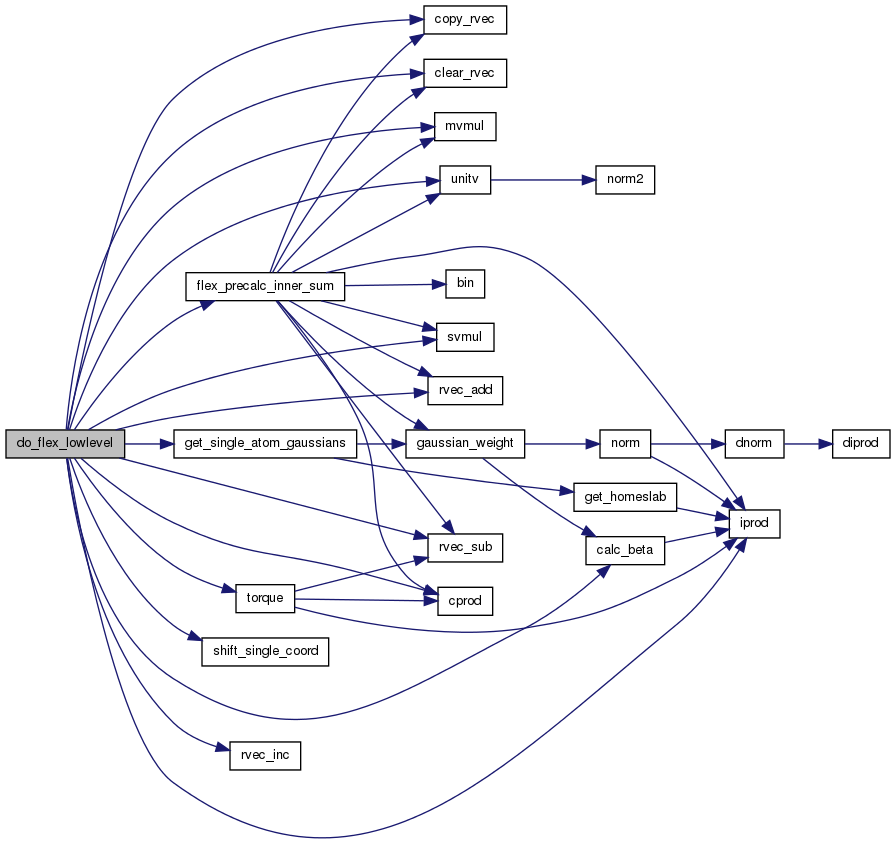 copy_rvec
clear_rvec
mvmul
unitv
norm2
flex_precalc_inner_sum
bin
svmul
rvec_add
do_flex_lowlevel
get_single_atom_gaussians
gaussian_weight
norm
dnorm
diprod
get_homeslab
iprod
rvec_sub
calc_beta
torque
cprod
shift_single_coord
rvec_inc